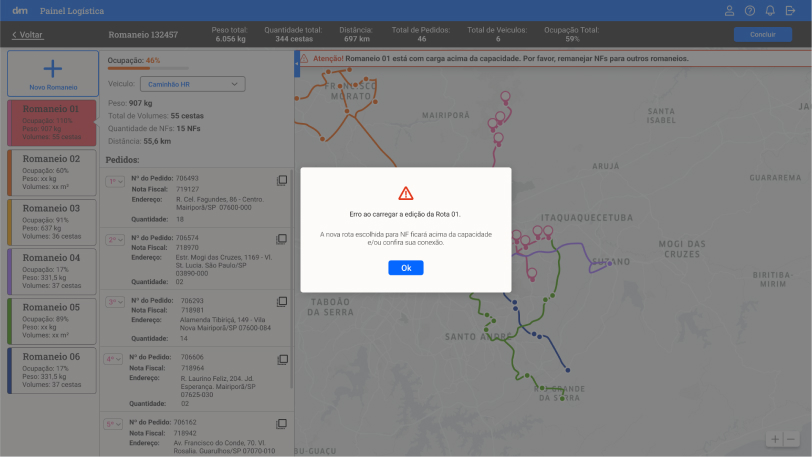 dm Painel Logística
Voltar
Romaneio 132457
Peso total:
6.056 kg
Quantidade total:
344 cestas
Distância:
697 km
Total de Pedidos:
46
Total de Veículos:
6
Ocupação Total:
59%
Concluir
Novo Romaneio
Romaneio 01
Ocupação: 110%
Peso: 907 kg
Volumes: 55 cestas
Romaneio 02
Ocupação: 60%
Peso: xx kg
Volumes: xx m³
Romaneio 03
Ocupação: 91%
Peso: 637 kg
Volumes: 36 cestas
Romaneio 04
Ocupação: 17%
Peso: 331,5 kg
Volumes: 37 cestas
Romaneio 05
Ocupação: 89%
Peso: xx kg
Volumes: xx m³
Romaneio 06
Ocupação: 17%
Peso: 331,5 kg
Volumes: 37 cestas
Ocupação: 46%
Veículo: Caminhão HR
Peso: 907 kg
Total de Volumes: 55 cestas
Quantidade de NFs: 15 NFs
Distância: 55,6 km
Pedidos:
1º
Nº do Pedido: 706493
Nota Fiscal: 719127
Endereço: R. Cel. Fagundes, 86 - Centro.
Mairiporã/SP 07600-000
Quantidade: 18
2º
Nº do Pedido: 706574
Nota Fiscal: 718970
Endereço: Estr. Mogi das Cruzes, 1169 - Vl.
St. Lucia. São Paulo/SP
03890-000
Quantidade: 02
3º
Nº do Pedido: 706293
Nota Fiscal: 718981
Endereço: Alamenda Tibiriçá, 149 - Vila
Nova Mairiporã/SP 07600-084
Quantidade: 14
4º
Nº do Pedido: 706606
Nota Fiscal: 718964
Endereço: R. Laurino Feliz, 204. Jd.
Esperança. Mairiporã/SP
07625-030
Quantidade: 02
5º
Nº do Pedido: 706162
Nota Fiscal: 718942
Endereço: Av. Francisco do Conde, 70. Vl.
Rosalia. Guarulhos/SP 07070-010
Atenção! Romaneio 01 está com carga acima da capacidade. Por favor, remanejar NFs para outros romaneios.
FRANCISCO
MORATO
MAIRIPORÃ
SANTA
ISABEL
ARUJÁ
GUARAREMA
ITAQUAQUECETUBA
MOGI DAS
CRUZES
SUZANO
BIRITIBA-
MIRIM
TABOÃO
DA SERRA
SANTO ANDRÉ
RIO GRANDE
DA SERRA
GUAÇU
Erro ao carregar a edição da Rota 01.
A nova rota escolhida para NF ficará acima da capacidade
e/ou confira sua conexão.
Ok
+ −